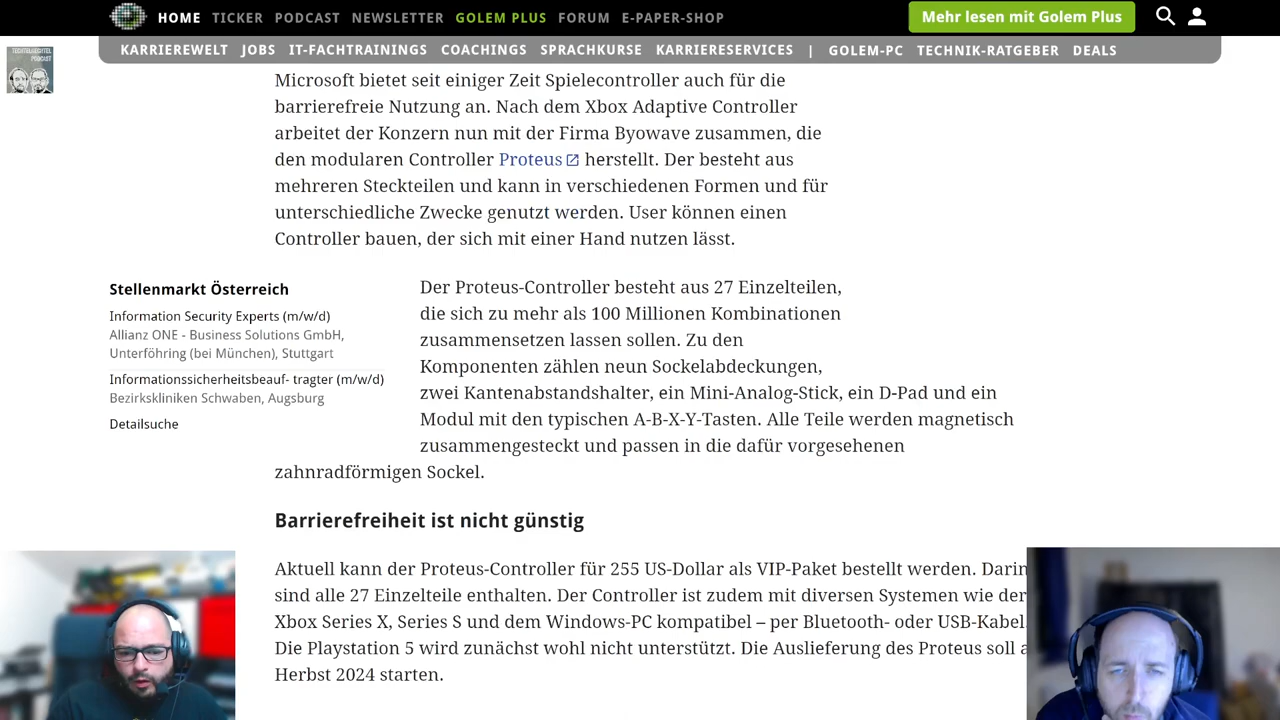 HOME TICKER PODCAST NEWSLETTER GOLEM PLUS FORUM E-PAPER-SHOP Mehr lesen mit Golem Plus
KARRIEREWELT JOBS IT-FACHTRAININGS COACHINGS SPRACHKURSE KARRIERESERVICES | GOLEM-PC TECHNIK-RATGEBER DEALS
PODCAST
Microsoft bietet seit einiger Zeit Spielecontroller auch für die
barrierefreie Nutzung an. Nach dem Xbox Adaptive Controller
arbeitet der Konzern nun mit der Firma Byowave zusammen, die
den modularen Controller Proteus herstellt. Der besteht aus
mehreren Steckteilen und kann in verschiedenen Formen und für
unterschiedliche Zwecke genutzt werden. User können einen
Controller bauen, der sich mit einer Hand nutzen lässt.
Stellenmarkt Österreich
Information Security Experts (m/w/d)
Allianz ONE - Business Solutions GmbH,
Unterföhring (bei München), Stuttgart
Informationssicherheitsbeauf- tragter (m/w/d)
Bezirkskliniken Schwaben, Augsburg
Detailsuche
Der Proteus-Controller besteht aus 27 Einzelteilen,
die sich zu mehr als 100 Millionen Kombinationen
zusammensetzen lassen sollen. Zu den
Komponenten zählen neun Sockelabdeckungen,
zwei Kantenabstandshalter, ein Mini-Analog-Stick, ein D-Pad und ein
Modul mit den typischen A-B-X-Y-Tasten. Alle Teile werden magnetisch
zusammengesteckt und passen in die dafür vorgesehenen
zahnradförmigen Sockel.
Barrierefreiheit ist nicht günstig
Aktuell kann der Proteus-Controller für 255 US-Dollar als VIP-Paket bestellt werden. Darin
sind alle 27 Einzelteile enthalten. Der Controller ist zudem mit diversen Systemen wie der
Xbox Series X, Series S und dem Windows-PC kompatibel – per Bluetooth- oder USB-Kabel.
Die Playstation 5 wird zunächst wohl nicht unterstützt. Die Auslieferung des Proteus soll a
Herbst 2024 starten.